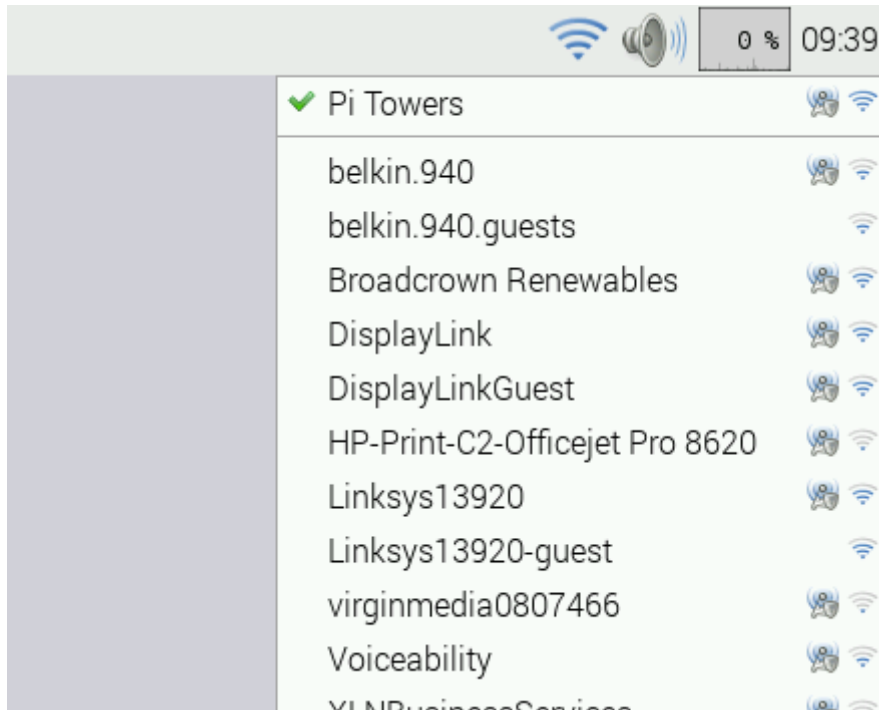 0 % 09:39
Pi Towers
belkin.940
belkin.940.guests
Broadcrown Renewables
DisplayLink
DisplayLinkGuest
HP-Print-C2-Officejet Pro 8620
Linksys13920
Linksys13920-guest
virginmedia0807466
Voiceability
XLNBusinessServices